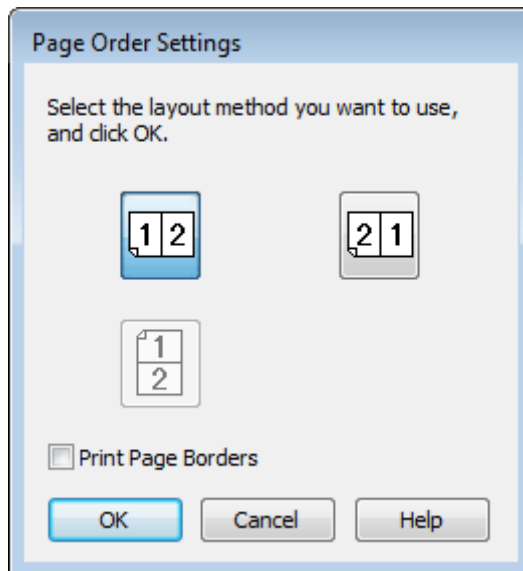 Page Order Settings
Select the layout method you want to use,
and click OK.
1 2
2 1
1
2
Print Page Borders
OK Cancel Help